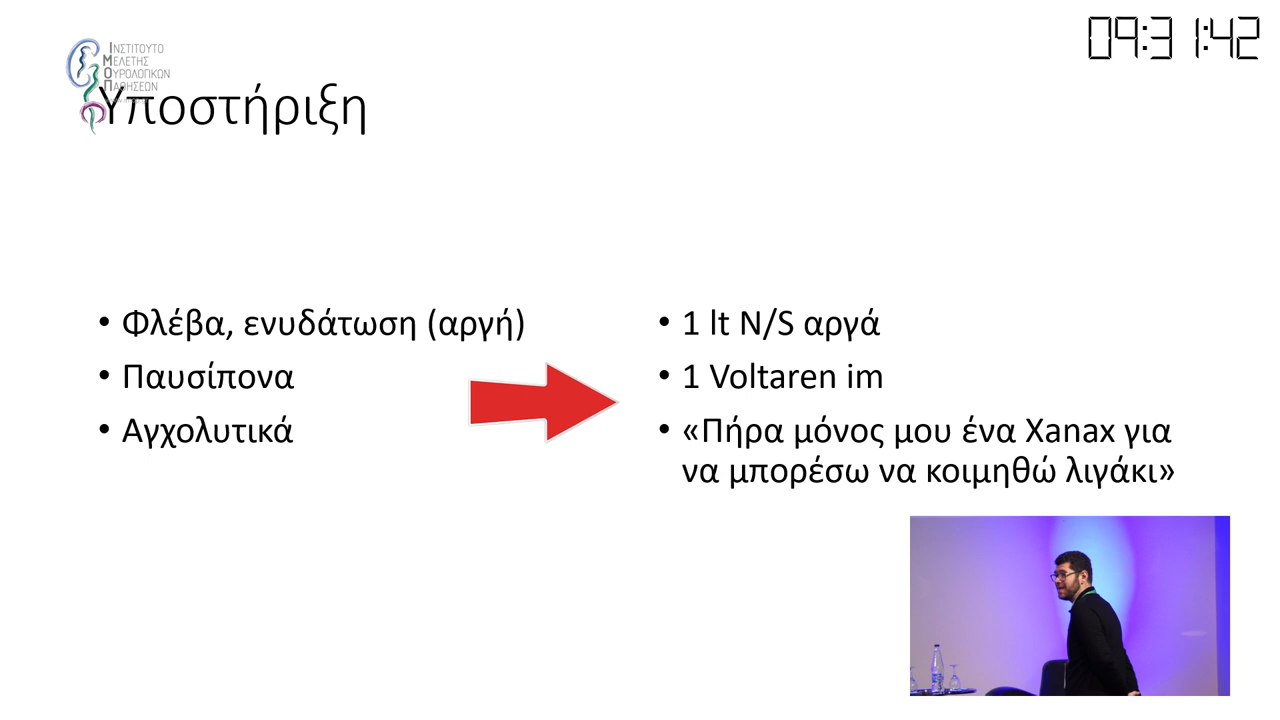 09:31:42
ΙΝΣΤΙΤΟΥΤΟ
ΜΕΛΕΤΗΣ
ΟΥΡΟΛΟΓΙΚΩΝ
ΠΑΘΗΣΕΩΝ
Υποστήριξη
• Φλέβα, ενυδάτωση (αργή)
• Παυσίπονα
• Αγχολυτικά
• 1 lt N/S αργά
• 1 Voltaren im
• «Πήρα μόνος μου ένα Xanax για
να μπορέσω να κοιμηθώ λιγάκι»